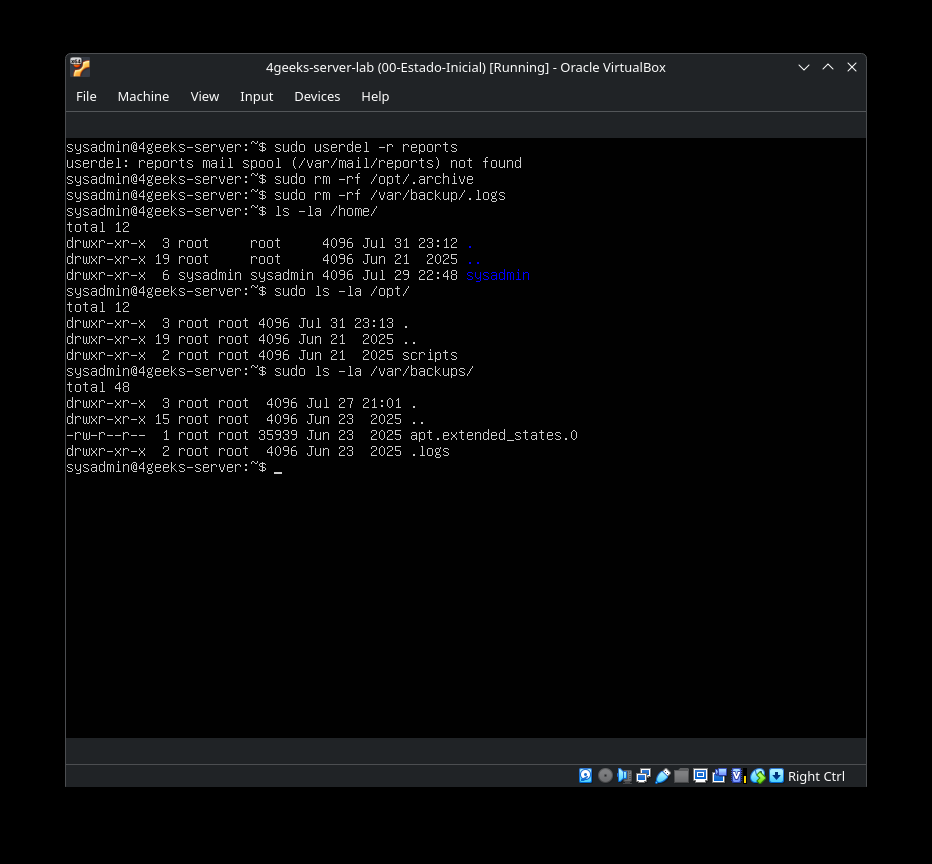 4geeks-server-lab (00-Estado-Inicial) [Running] - Oracle VirtualBox
File Machine View Input Devices Help
sysadmin@4geeks-server:~$ sudo userdel -r reports
userdel: reports mail spool (/var/mail/reports) not found
sysadmin@4geeks-server:~$ sudo rm -rf /opt/.archive
sysadmin@4geeks-server:~$ sudo rm -rf /var/backup/.logs
sysadmin@4geeks-server:~$ ls -la /home/
total 12
drwxr-xr-x  3 root     root     4096 Jul 31 23:12 .
drwxr-xr-x 19 root     root     4096 Jun 21  2025 ..
drwxr-xr-x  6 sysadmin sysadmin 4096 Jul 29 22:48 sysadmin
sysadmin@4geeks-server:~$ sudo ls -la /opt/
total 12
drwxr-xr-x  3 root root 4096 Jul 31 23:13 .
drwxr-xr-x 19 root root 4096 Jun 21  2025 ..
drwxr-xr-x  2 root root 4096 Jun 21  2025 scripts
sysadmin@4geeks-server:~$ sudo ls -la /var/backups/
total 48
drwxr-xr-x  3 root root  4096 Jul 27 21:01 .
drwxr-xr-x 15 root root  4096 Jun 23  2025 ..
-rw-r--r--  1 root root 35939 Jun 23  2025 apt.extended_states.0
drwxr-xr-x  2 root root  4096 Jun 23  2025 .logs
sysadmin@4geeks-server:~$ _
Right Ctrl